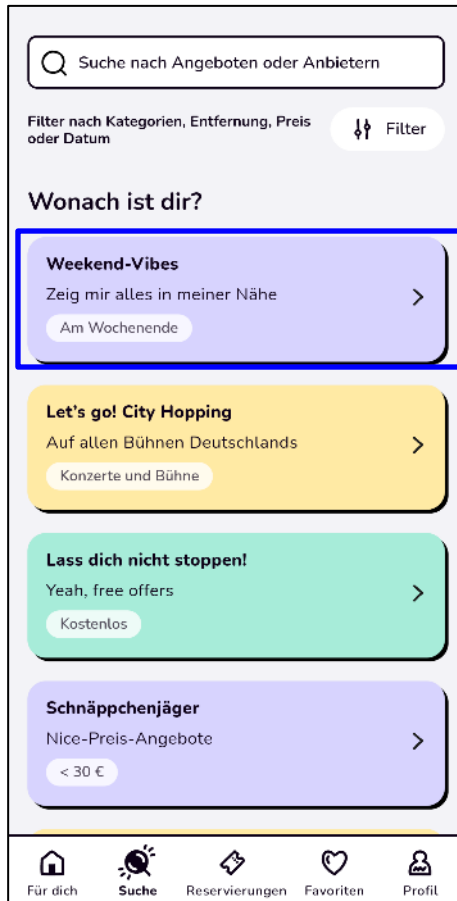 Suche nach Angeboten oder Anbietern
Filter nach Kategorien, Entfernung, Preis
oder Datum
Filter
Wonach ist dir?
Weekend-Vibes
Zeig mir alles in meiner Nähe
Am Wochenende
Let's go! City Hopping
Auf allen Bühnen Deutschlands
Konzerte und Bühne
Lass dich nicht stoppen!
Yeah, free offers
Kostenlos
Schnäppchenjäger
Nice-Preis-Angebote
< 30 €
Für dich Suche Reservierungen Favoriten Profil